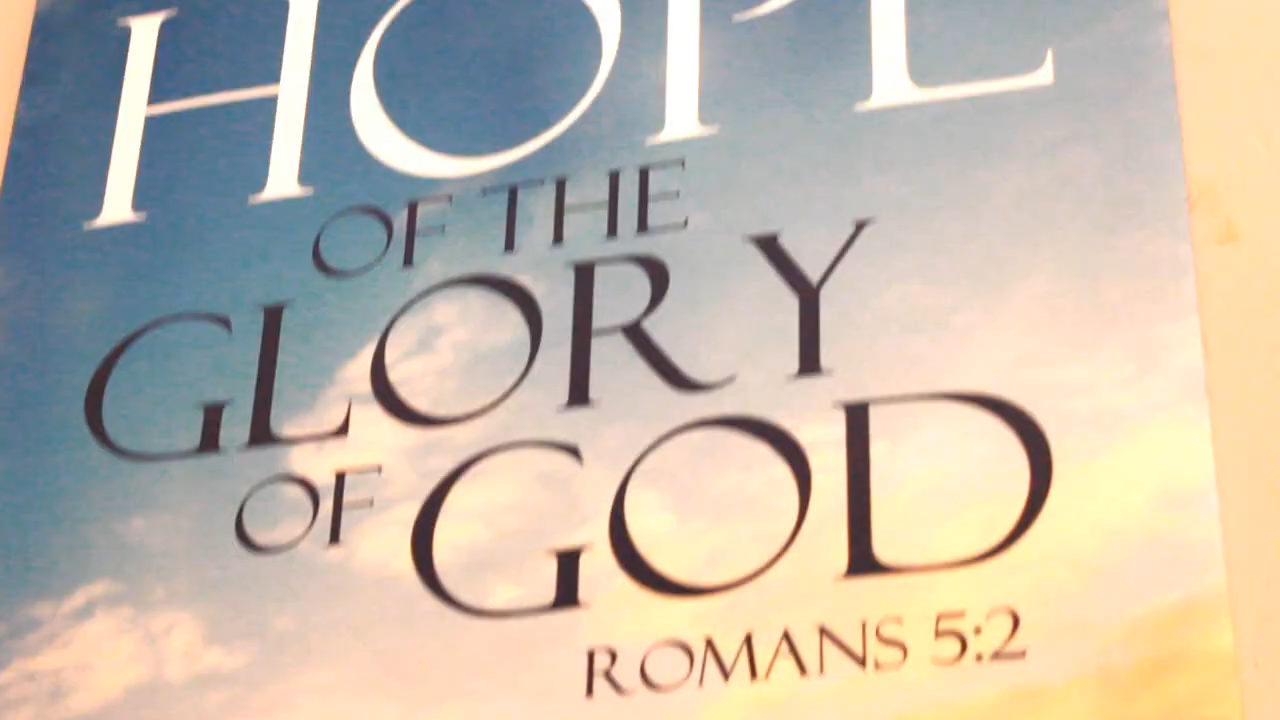 HOPE
OF THE
GLORY
OF GOD
ROMANS 5:2